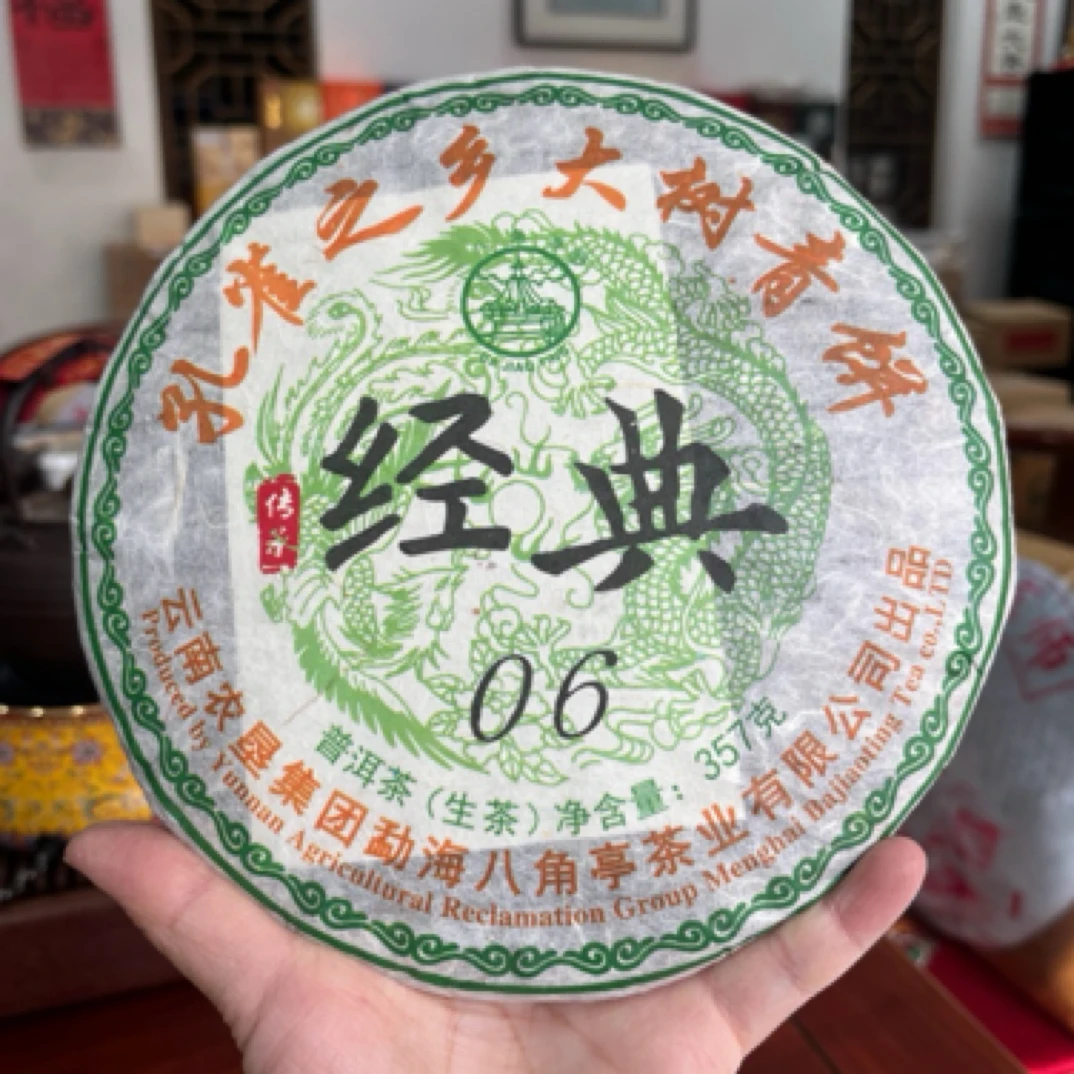 孔雀之乡大树青饼
经典
传承
06
普洱茶（生茶）净含量：357克
云南农垦集团勐海八角亭茶业有限公司出品
Produced by Yunnan Agricaltural Reclamation Group Menghai Bajiaoting Tea co.,LTD